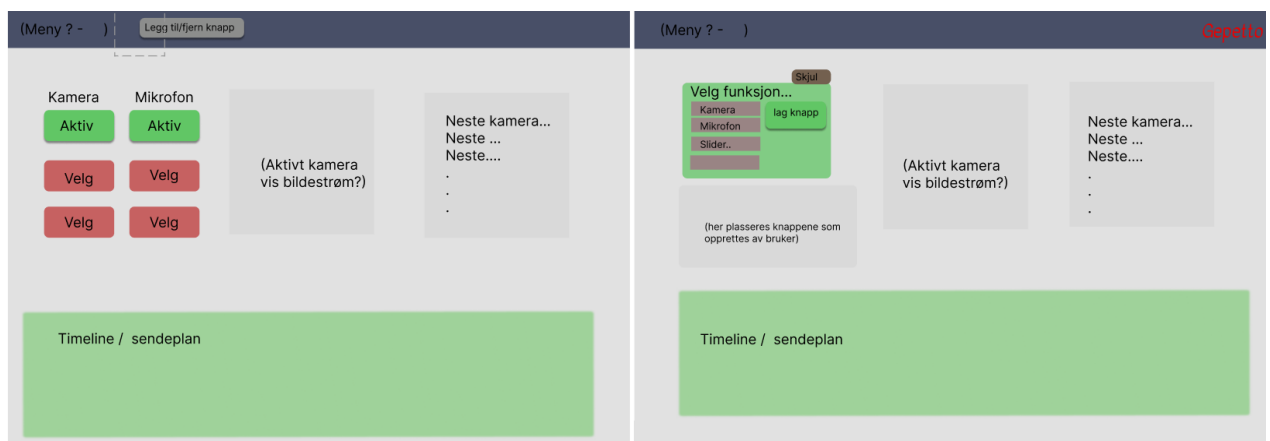 (Meny ? -    )
Legg til/fjern knapp
Kamera
Mikrofon
Aktiv
Aktiv
Velg
Velg
Velg
Velg
(Aktivt kamera
vis bildestrøm?)
Neste kamera...
Neste ...
Neste....
.
.
.
Timeline /  sendeplan
(Meny ? -    )
Gepetto
Skjul
Velg funksjon...
Kamera
Mikrofon
Slider..
lag knapp
(her plasseres knappene som
opprettes av bruker)
(Aktivt kamera
vis bildestrøm?)
Neste kamera...
Neste ...
Neste....
.
.
.
Timeline /  sendeplan